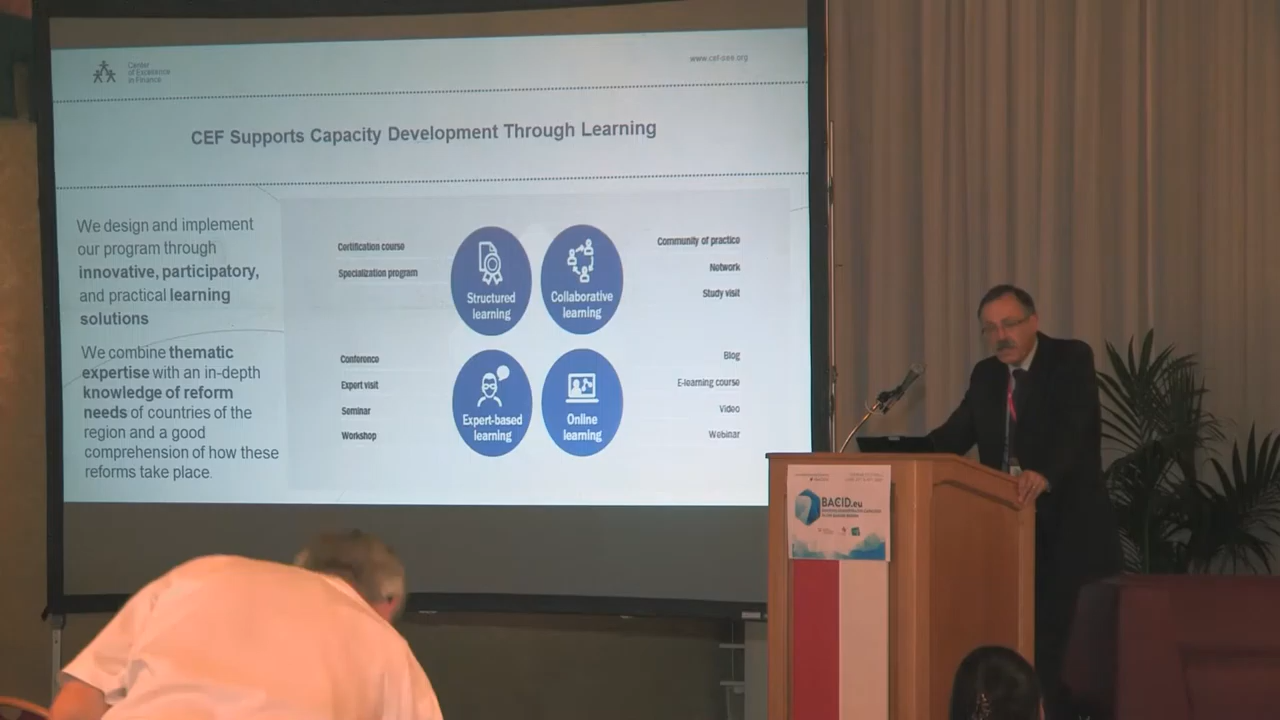 Center
of Excellence
in Finance
www.cef-see.org
CEF Supports Capacity Development Through Learning
We design and implement
our program through
innovative, participatory,
and practical learning
solutions
We combine thematic
expertise with an in-depth
knowledge of reform
needs of countries of the
region and a good
comprehension of how these
reforms take place.
Certification course
Specialization program
Structured
learning
Collaborative
learning
Community of practice
Network
Study visit
Conference
Expert visit
Seminar
Workshop
Expert-based
learning
Online
learning
Blog
E-learning course
Video
Webinar
BACID.eu